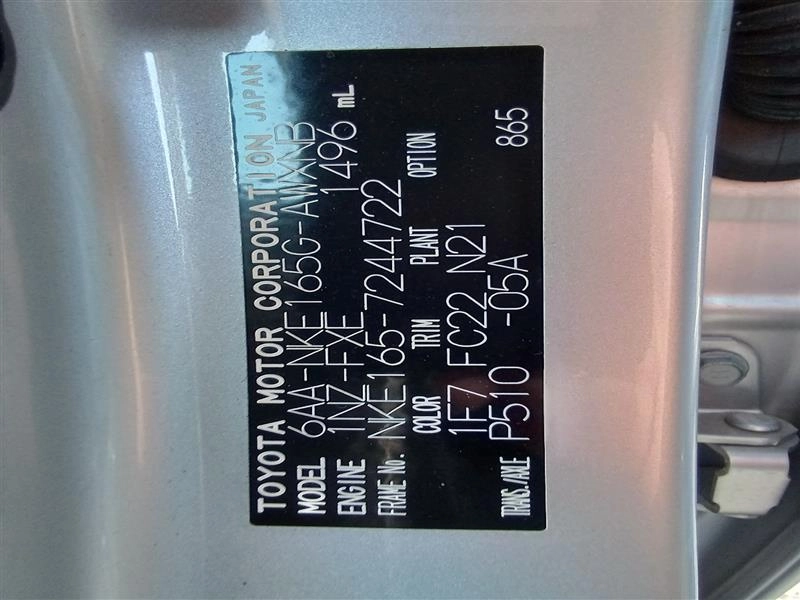 TOYOTA MOTOR CORPORATION JAPAN
MODEL 6AA-NKE165G-AWXNB
ENGINE 1NZ-FXE 1496 mL
FRAME No. NKE165-7244722
COLOR TRIM PLANT OPTION
1F7 FC22 N21
TRANS./AXLE P510 -05A 865